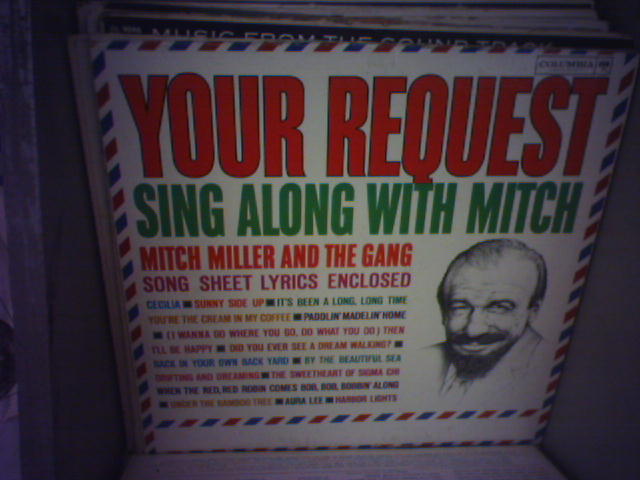 MUSIC FROM THE SOUND TRACK
COLUMBIA
YOUR REQUEST
SING ALONG WITH MITCH
MITCH MILLER AND THE GANG
SONG SHEET LYRICS ENCLOSED
CECILIA ■ SUNNY SIDE UP ■ IT'S BEEN A LONG, LONG TIME
YOU'RE THE CREAM IN MY COFFEE ■ PADDLIN' MADELIN' HOME
■ (I WANNA GO WHERE YOU GO, DO WHAT YOU DO) THEN
I'LL BE HAPPY ■ DID YOU EVER SEE A DREAM WALKING? ■
BACK IN YOUR OWN BACK YARD ■ BY THE BEAUTIFUL SEA
DRIFTING AND DREAMING ■ THE SWEETHEART OF SIGMA CHI
WHEN THE RED, RED ROBIN COMES BOB, BOB, BOBBIN' ALONG
■ UNDER THE BAMBOO TREE ■ AURA LEE ■ HARBOR LIGHTS